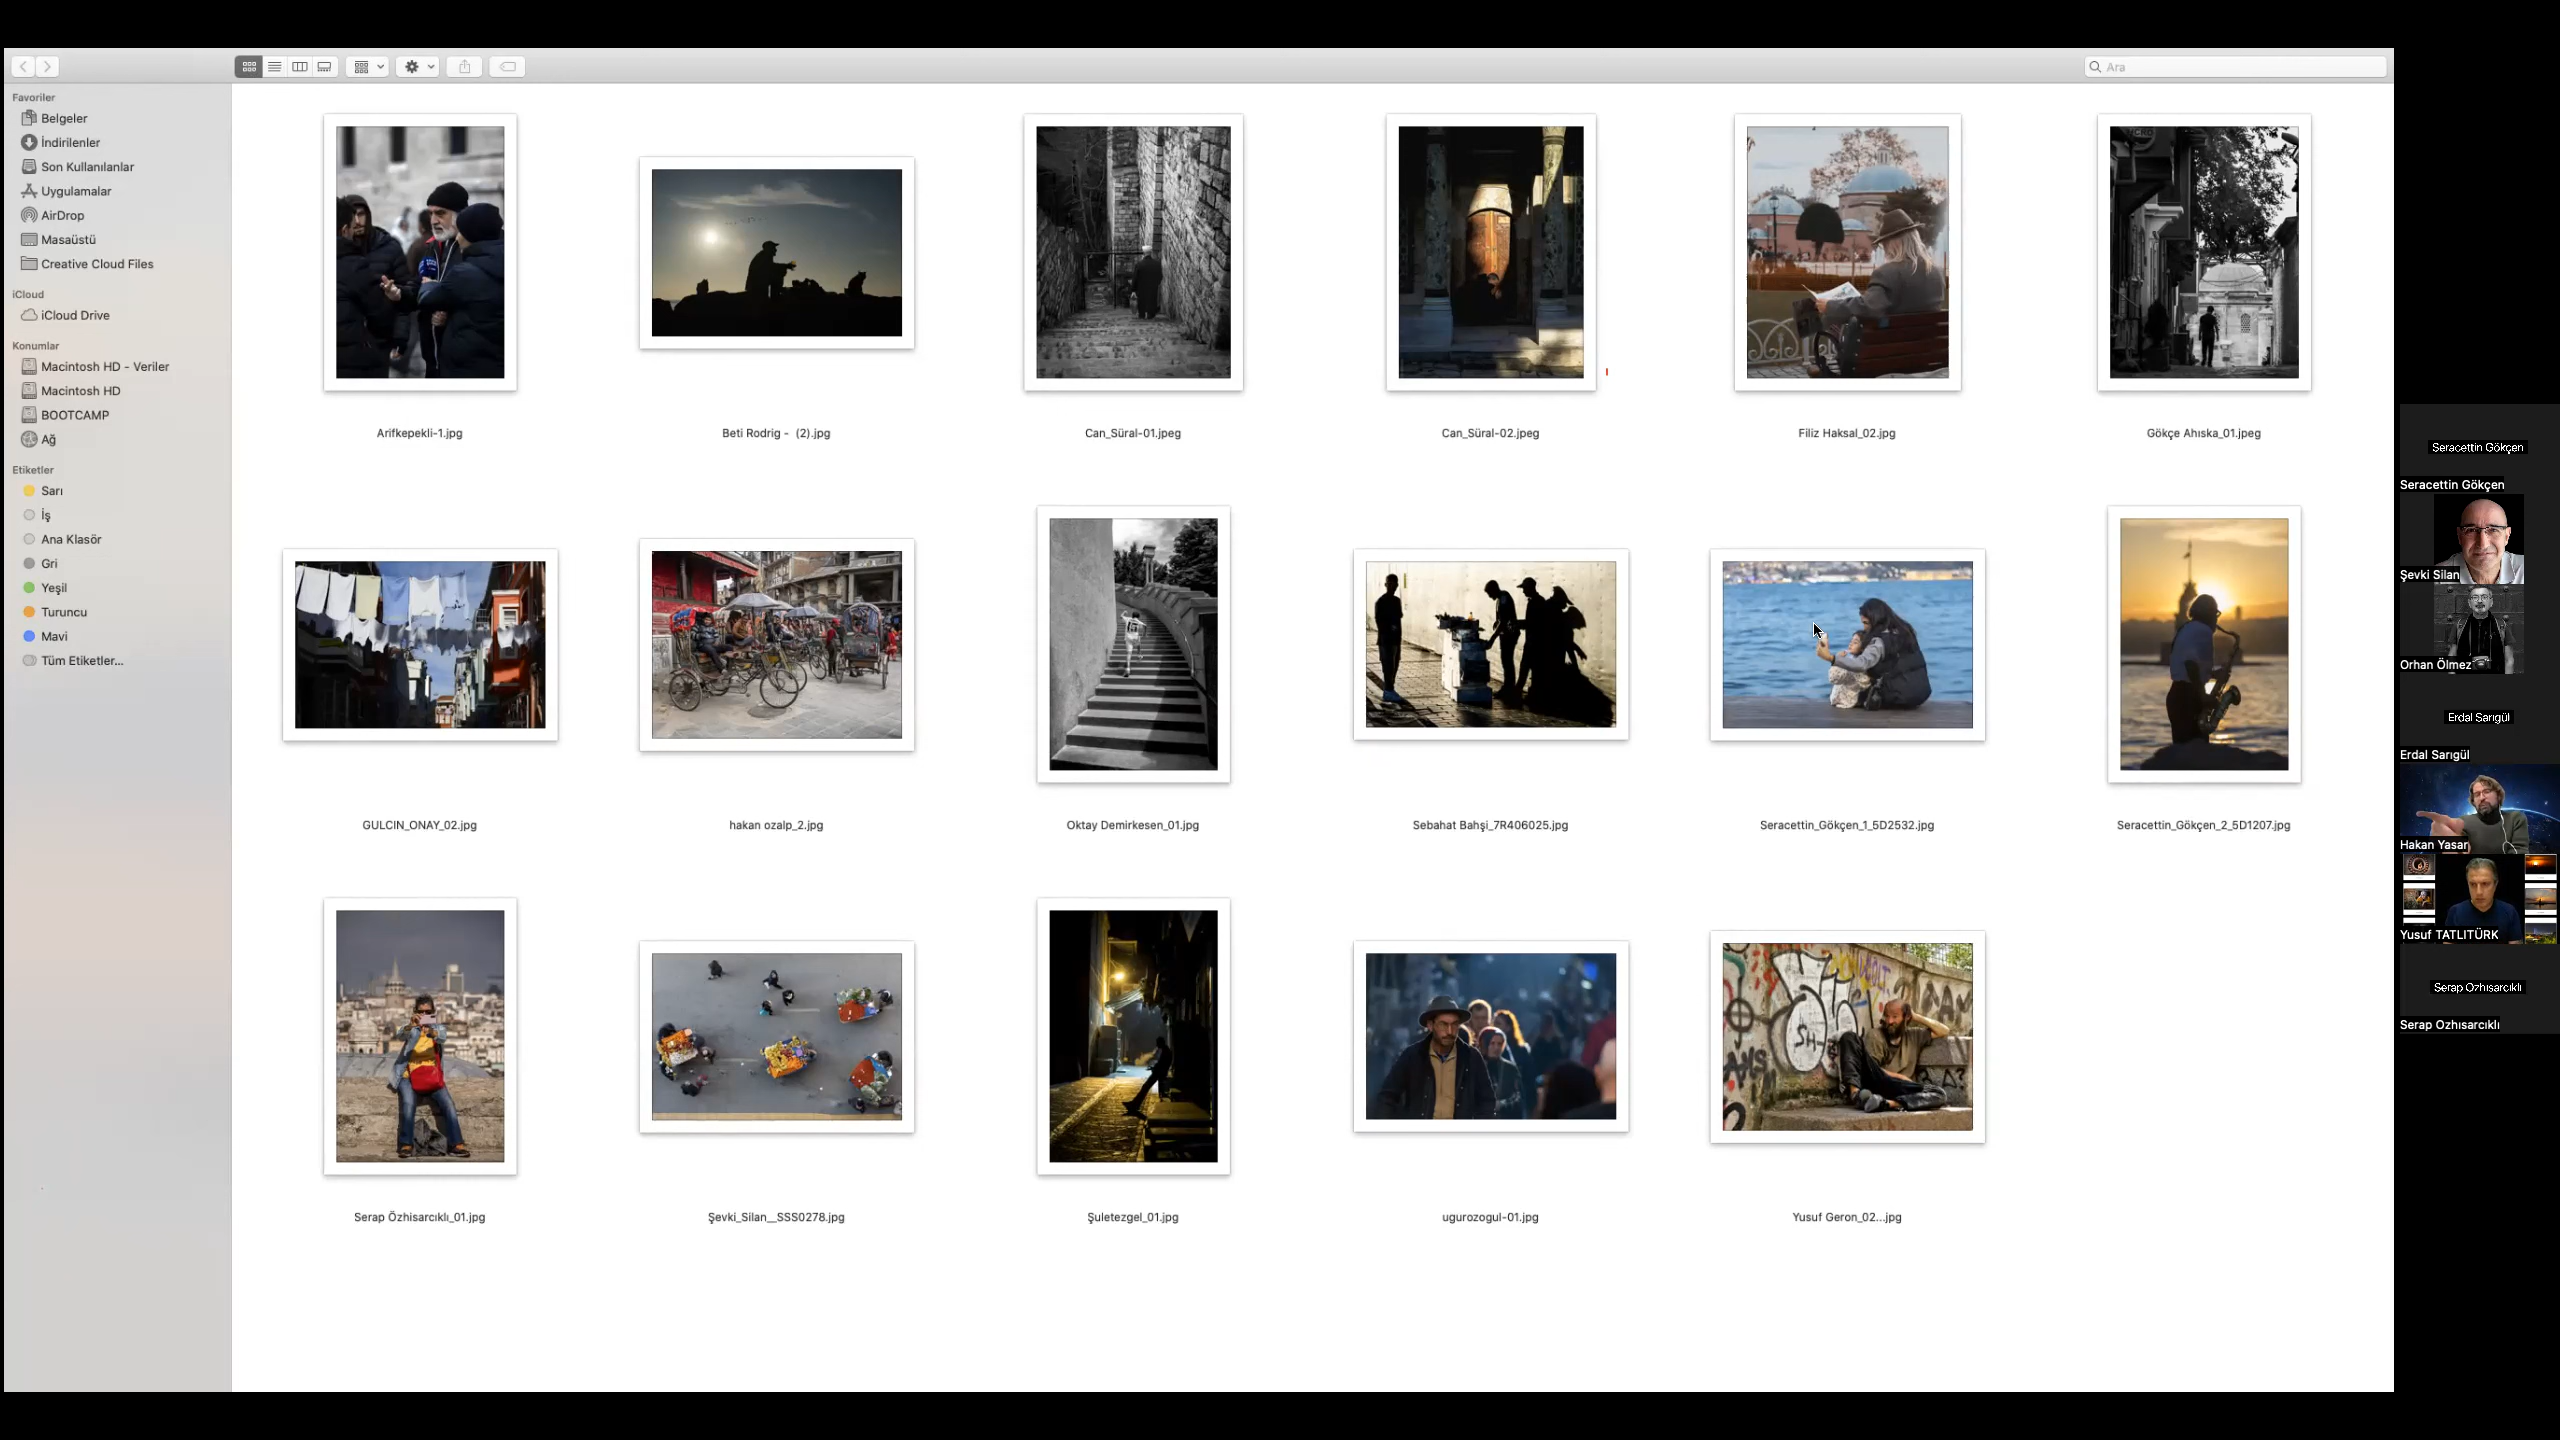 Ara
Favoriler
Belgeler
İndirilenler
Son Kullanılanlar
Uygulamalar
AirDrop
Masaüstü
Creative Cloud Files
iCloud
iCloud Drive
Konumlar
Macintosh HD - Veriler
Macintosh HD
BOOTCAMP
Ağ
Etiketler
Sarı
İş
Ana Klasör
Gri
Yeşil
Turuncu
Mavi
Tüm Etiketler...
Arifkepekli-1.jpg
Beti Rodrig - (2).jpg
Can_Süral-01.jpeg
Can_Süral-02.jpeg
Filiz Haksal_02.jpg
Gökçe Ahıska_01.jpeg
GULCIN_ONAY_02.jpg
hakan ozalp_2.jpg
Oktay Demirkesen_01.jpg
Sebahat Bahşi_7R406025.jpg
Seracettin_Gökçen_1_5D2532.jpg
Seracettin_Gökçen_2_5D1207.jpg
Serap Özhisarcıklı_01.jpg
Şevki_Silan__SSS0278.jpg
Şuletezgel_01.jpg
ugurozogul-01.jpg
Yusuf Geron_02...jpg
Seracettin Gökçen
Seracettin Gökçen
Şevki Silan
Orhan Ölmez
Erdal Sarıgül
Erdal Sarıgül
Hakan Yaşar
Yusuf TATLITÜRK
Serap Ozhısarcıklı
Serap Ozhısarcıklı